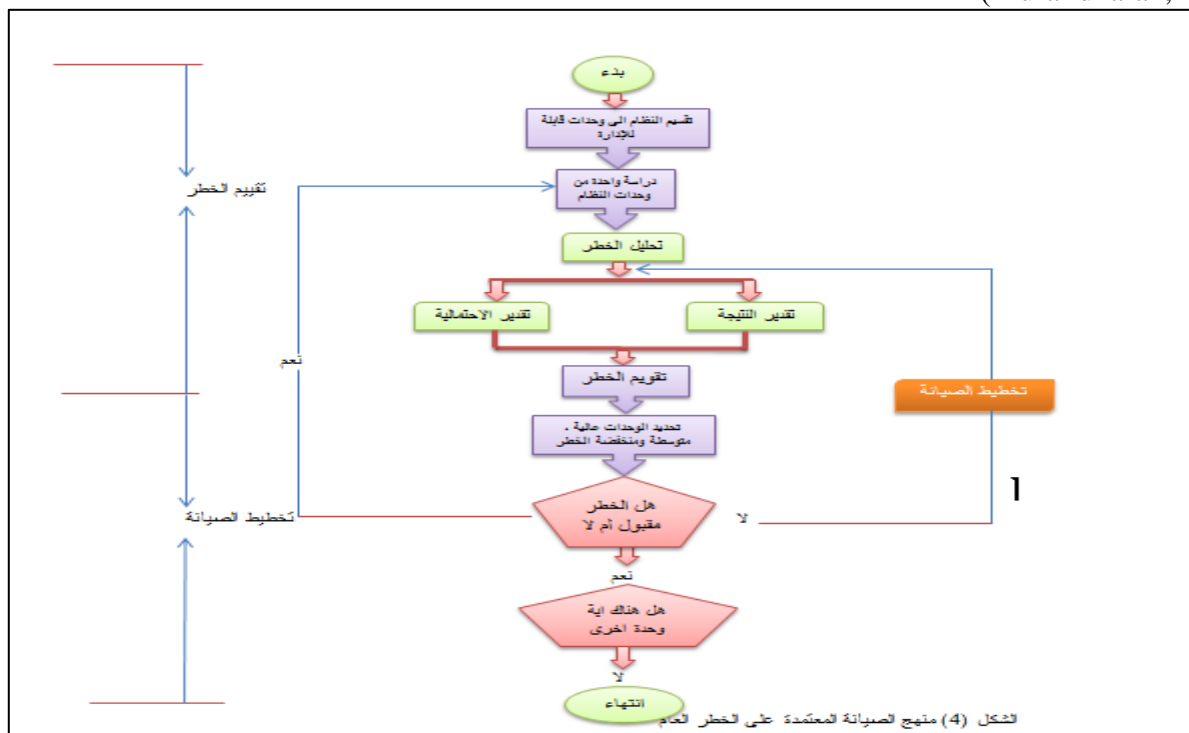 بدء
تقسيم النظام الى وحدات قابلة
للإدارة
دراسة واحدة من
وحدات النظام
تقييم الخطر
تحليل الخطر
تقدير النتيجة
تقدير الاحتمالية
نعم
تقويم الخطر
تخطيط الصيانة
تحديد الوحدات عالية ،
متوسطة ومنخفضة الخطر
هل الخطر
مقبول أم لا
لا
تخطيط الصيانة
نعم
هل هناك اية
وحدة اخرى
لا
انتهاء
الشكل (4) منهج الصيانة المعتمدة على الخطر العام